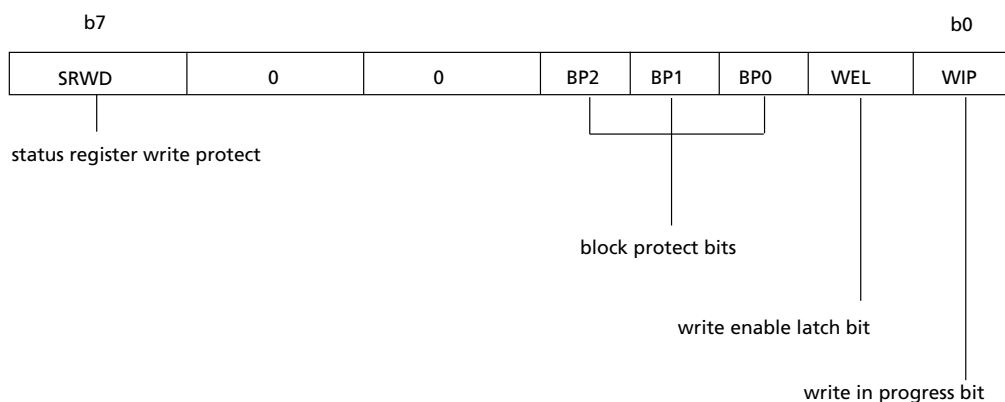 b7 b0
SRWD 0 0 BP2 BP1 BP0 WEL WIP
status register write protect
block protect bits
write enable latch bit
write in progress bit